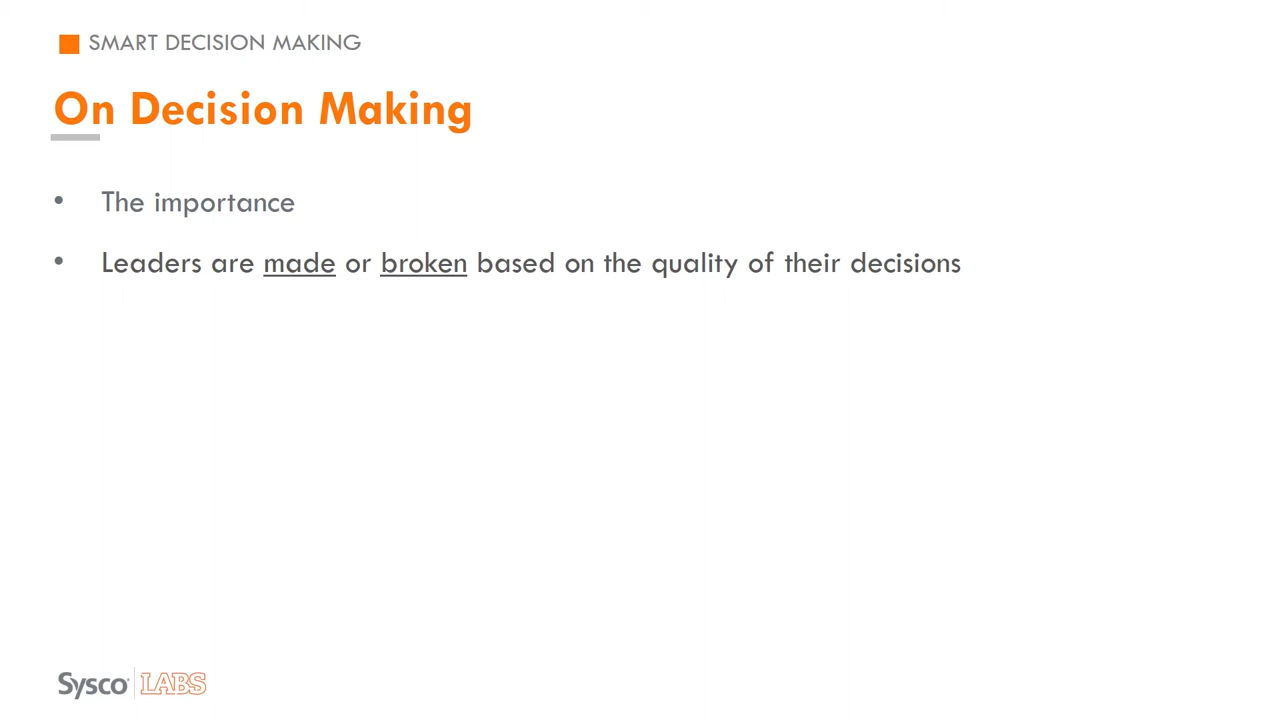 SMART DECISION MAKING
On Decision Making
• The importance
• Leaders are made or broken based on the quality of their decisions
Sysco LABS